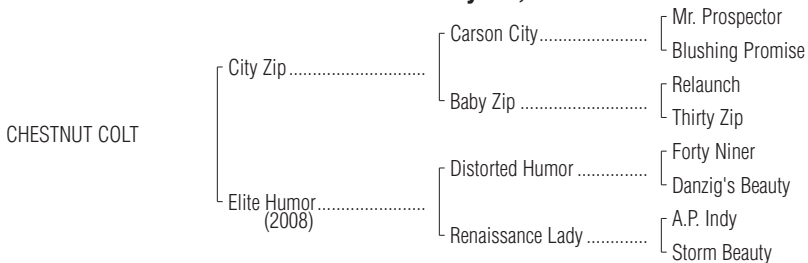 Mr. Prospector
Carson City
Blushing Promise
City Zip
Relaunch
Baby Zip
Thirty Zip
CHESTNUT COLT
Forty Niner
Distorted Humor
Danzig's Beauty
Elite Humor
(2008)
A.P. Indy
Renaissance Lady
Storm Beauty